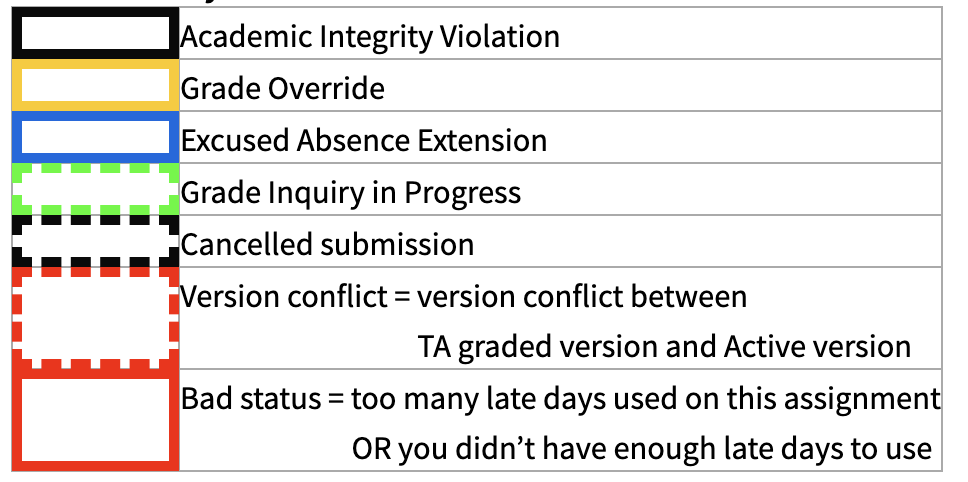 Academic Integrity Violation
Grade Override
Excused Absence Extension
Grade Inquiry in Progress
Cancelled submission
Version conflict = version conflict between
TA graded version and Active version
Bad status = too many late days used on this assignment
OR you didn’t have enough late days to use